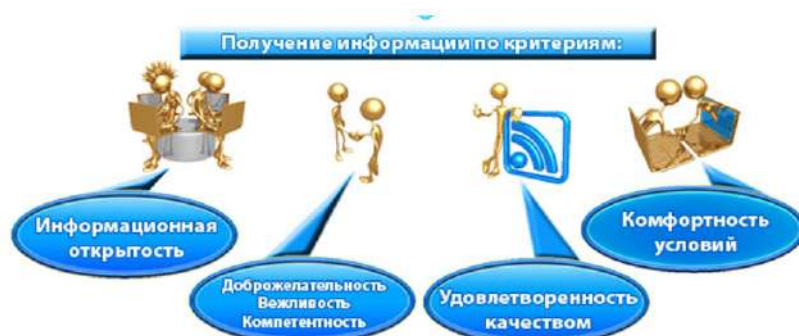 Получение информации по критериям:
Информационная
открытость
Доброжелательность
Вежливость
Компетентность
Удовлетворенность
качеством
Комфортность
условий